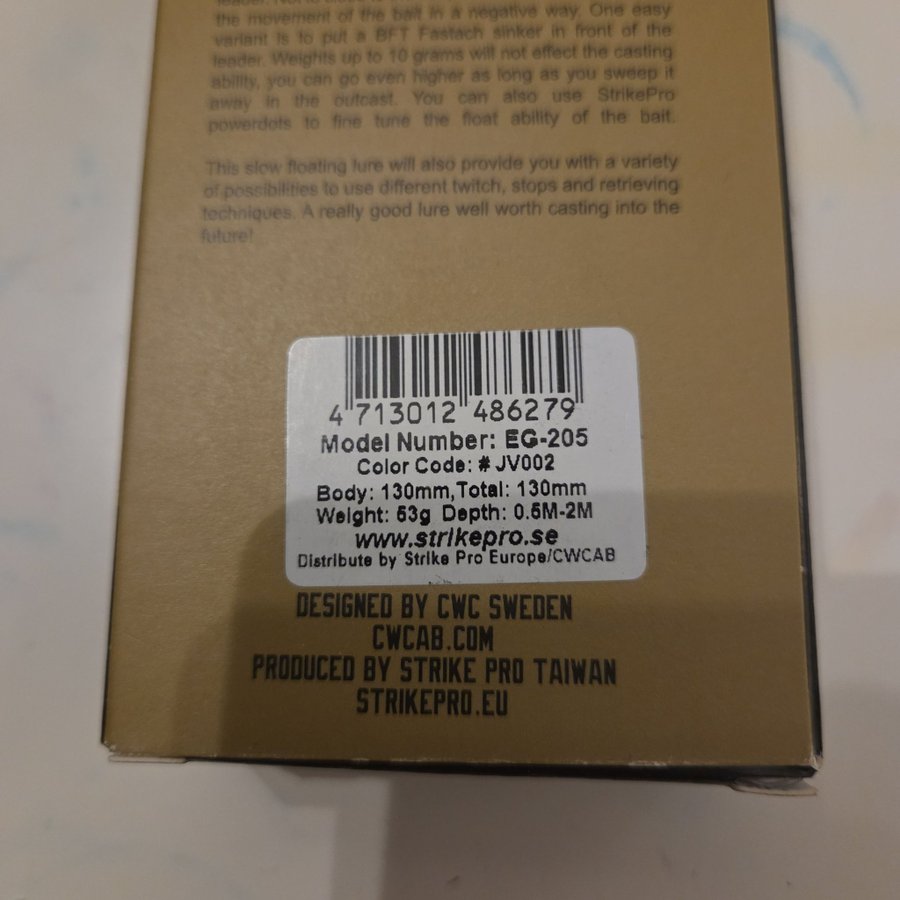 the movement of the bait in a negative way. One easy
variant is to put a BFT Fastach sinker in front of the
leader. Weights up to 10 grams will not effect the casting
ability, you can go even higher as long as you sweep it
away in the outcast. You can also use StrikePro
powerdots to fine tune the float ability of the bait.
This slow floating lure will also provide you with a variety
of possibilities to use different twitch, stops and retrieving
techniques. A really good lure well worth casting into the
future!
4 713012 486279
Model Number: EG-205
Color Code: # JV002
Body: 130mm,Total: 130mm
Weight: 53g Depth: 0.5M-2M
www.strikepro.se
Distribute by Strike Pro Europe/CWCAB
DESIGNED BY CWC SWEDEN
CWCAB.COM
PRODUCED BY STRIKE PRO TAIWAN
STRIKEPRO.EU